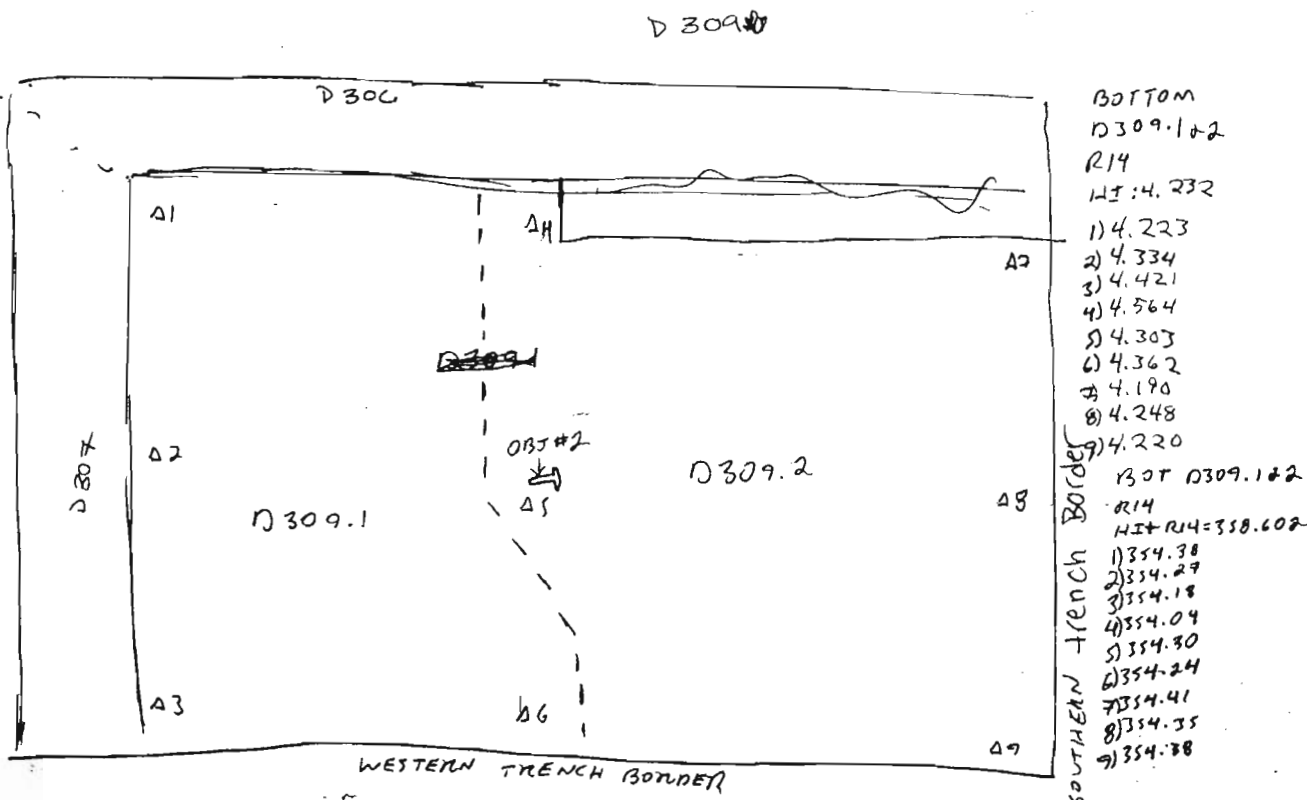 D 309
D 306
Δ1
Δ4
Δ7
D309
D 307
Δ2
OBJ #2
Δ5
D309.1
D309.2
Δ8
Δ3
Δ6
Δ9
WESTERN TRENCH BORDER
SOUTHERN trench Border
BOTTOM
D309.1&2
R14
HI: 4.232
1) 4.223
2) 4.334
3) 4.421
4) 4.564
5) 4.303
6) 4.362
7) 4.190
8) 4.248
9) 4.220
BOT D309.1&2
R14
HI+R14=358.602
1) 354.38
2) 354.27
3) 354.18
4) 354.04
5) 354.30
6) 354.24
7) 354.41
8) 354.35
9) 354.38